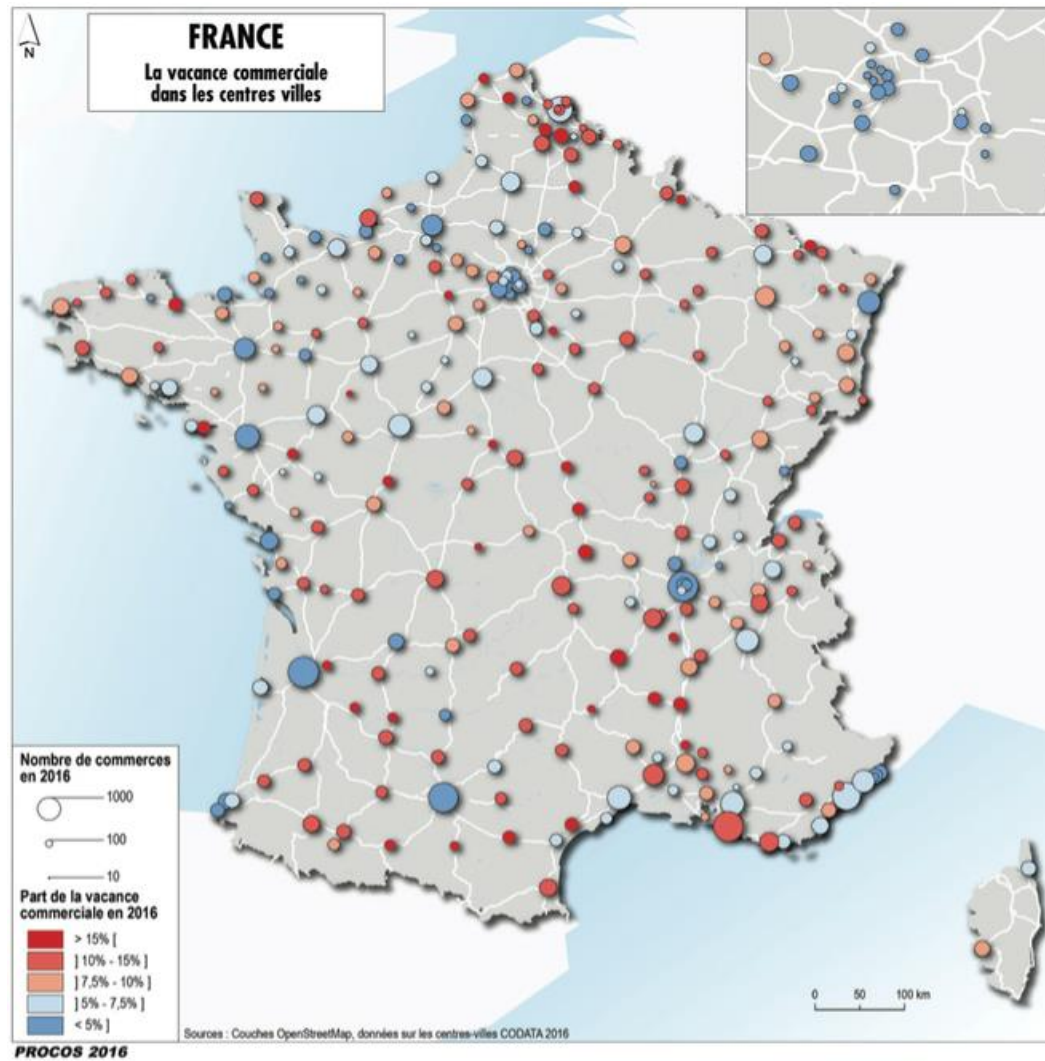 N
FRANCE
La vacance commerciale
dans les centres villes
Nombre de commerces
en 2016
1000
100
10
Part de la vacance
commerciale en 2016
> 15% [
] 10% - 15% ]
] 7,5% - 10% ]
] 5% - 7,5% ]
< 5% ]
0 50 100 km
Sources : Couches OpenStreetMap, données sur les centres-villes CODATA 2016
PROCOS 2016